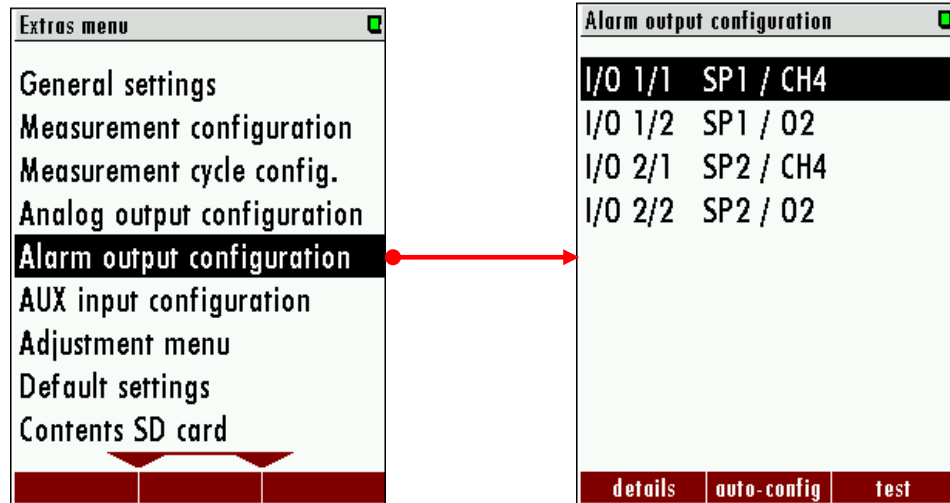 Extras menu
General settings
Measurement configuration
Measurement cycle config.
Analog output configuration
Alarm output configuration
AUX input configuration
Adjustment menu
Default settings
Contents SD card
Alarm output configuration
I/O 1/1 SP1 / CH4
I/O 1/2 SP1 / O2
I/O 2/1 SP2 / CH4
I/O 2/2 SP2 / O2
details auto-config test